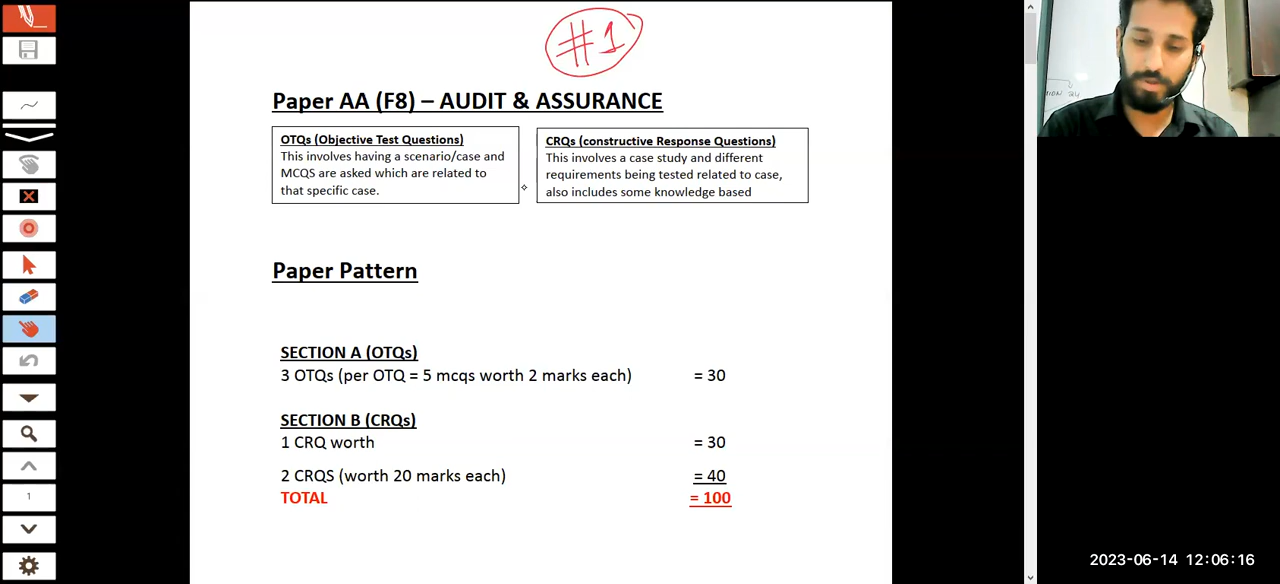 #1
Paper AA (F8) – AUDIT & ASSURANCE
OTQs (Objective Test Questions)
This involves having a scenario/case and
MCQS are asked which are related to
that specific case.
CRQs (constructive Response Questions)
This involves a case study and different
requirements being tested related to case,
also includes some knowledge based
Paper Pattern
SECTION A (OTQs)
3 OTQs (per OTQ = 5 mcqs worth 2 marks each) = 30
SECTION B (CRQs)
1 CRQ worth = 30
2 CRQS (worth 20 marks each) = 40
TOTAL = 100
1
2023-06-14 12:06:16